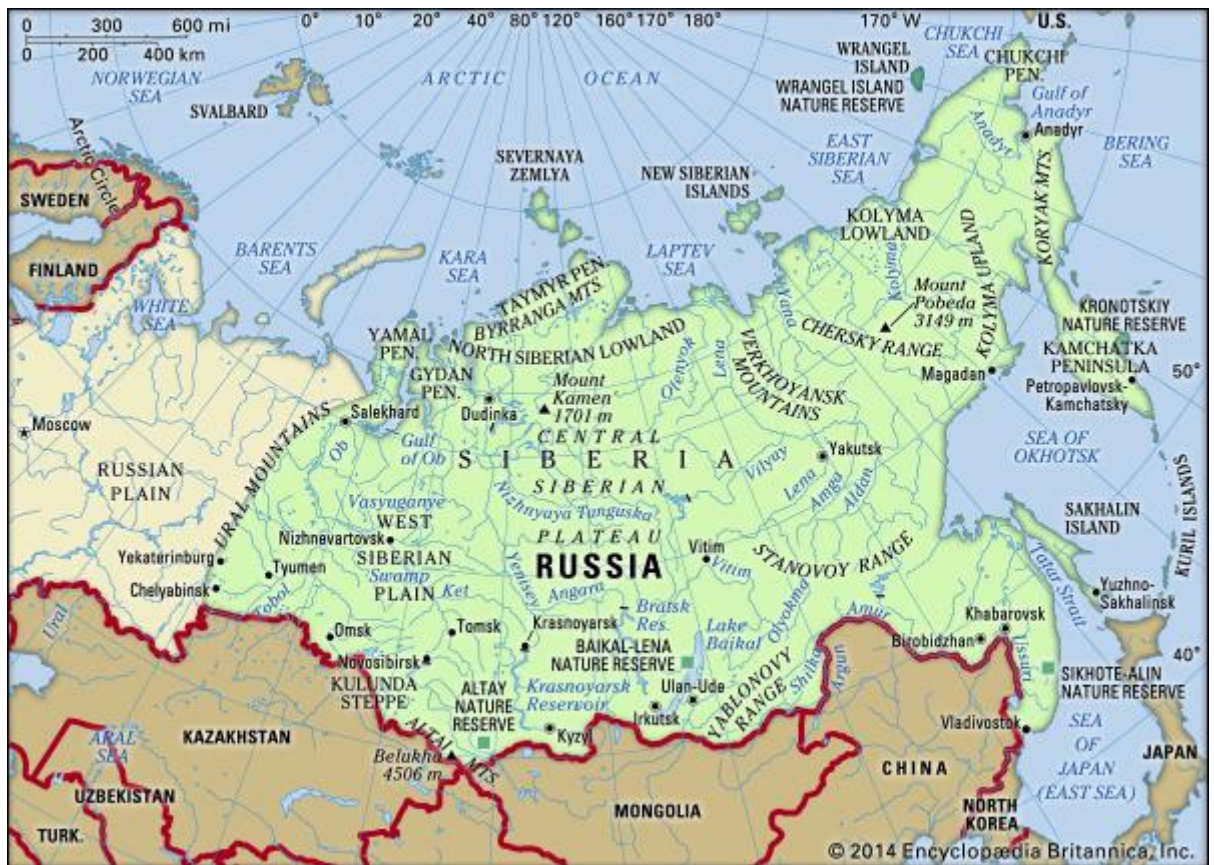 0 300 600 mi
0 200 400 km
0° 20° 40° 80° 120° 160° 170° 180° 170° W
U.S.
CHUKCHI
SEA
CHUKCHI
PEN.
WRANGEL
ISLAND
WRANGEL ISLAND
NATURE RESERVE
NORWEGIAN
SEA
ARCTIC OCEAN
SVALBARD
Gulf of
Anadyr
Anadyr
Anadyr
BERING
SEA
Arctic Circle
SWEDEN
FINLAND
SEVERNAYA
ZEMLYA
NEW SIBERIAN
ISLANDS
EAST
SIBERIAN
SEA
KORYAK MTS
BARENTS
SEA
KARA
SEA
LAPTEV
SEA
KOLYMA
LOWLAND
Kolyma
KOLYMA UPLAND
WHITE
SEA
TAYMYR PEN.
BYRRANGA MTS
Yana
Mount
Pobeda
3149 m
KRONOTSKIY
NATURE RESERVE
YAMAL
PEN.
GYDAN
PEN.
NORTH SIBERIAN LOWLAND
Olenyok
Lena
VERKHOYANSK
MOUNTAINS
CHERSKY RANGE
KAMCHATKA
PENINSULA
Petropavlovsk-
Kamchatsky
50°
Magadan
Mount
Kamen
1701 m
Dudinka
Salekhard
Moscow
Ob
Gulf
of Ob
URAL MOUNTAINS
CENTRAL
SIBERIA
SIBERIAN
PLATEAU
Vilyuy
Yakutsk
Lena
Amga
Aldan
SEA OF
OKHOTSK
RUSSIAN
PLAIN
Vasyuganye
Nizhnyaya Tunguska
SAKHALIN
ISLAND
KURIL ISLANDS
Nizhnevartovsk
WEST
SIBERIAN
Swamp
PLAIN
Ket
RUSSIA
Vitim
Vitim
STANOVOY RANGE
Tatar Strait
Yekaterinburg
Tyumen
Chelyabinsk
Tobol
Yenisey
Angara
Bratsk
Res.
Olyokma
Amur
Khabarovsk
Yuzhno-
Sakhalinsk
Ural
Omsk
Tomsk
Krasnoyarsk
Lake
Baikal
BAIKAL-LENA
NATURE RESERVE
Birobidzhan
Ussuri
40°
Novosibirsk
KULUNDA
STEPPE
ALTAY
NATURE
RESERVE
Krasnoyarsk
Reservoir
Ulan-Ude
Irkutsk
YABLONOVY
RANGE
Shilka
Argun
SIKHOTE-ALIN
NATURE RESERVE
ARAL
SEA
KAZAKHSTAN
ALTAI MTS
Belukha
4506 m
Kyzyl
Vladivostok
SEA
OF
JAPAN
(EAST SEA)
JAPAN
UZBEKISTAN
TURK.
MONGOLIA
CHINA
NORTH
KOREA
© 2014 Encyclopædia Britannica, Inc.